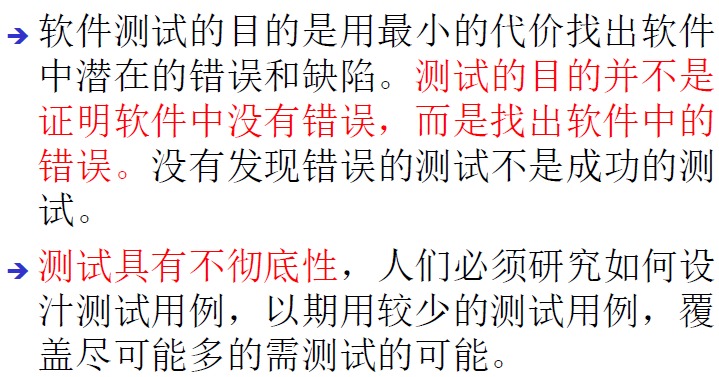 软件测试的目的是用最小的代价找出软件
中潜在的错误和缺陷。测试的目的并不是
证明软件中没有错误，而是找出软件中的
错误。没有发现错误的测试不是成功的测
试。
测试具有不彻底性，人们必须研究如何设
汁测试用例，以期用较少的测试用例，覆
盖尽可能多的需测试的可能。